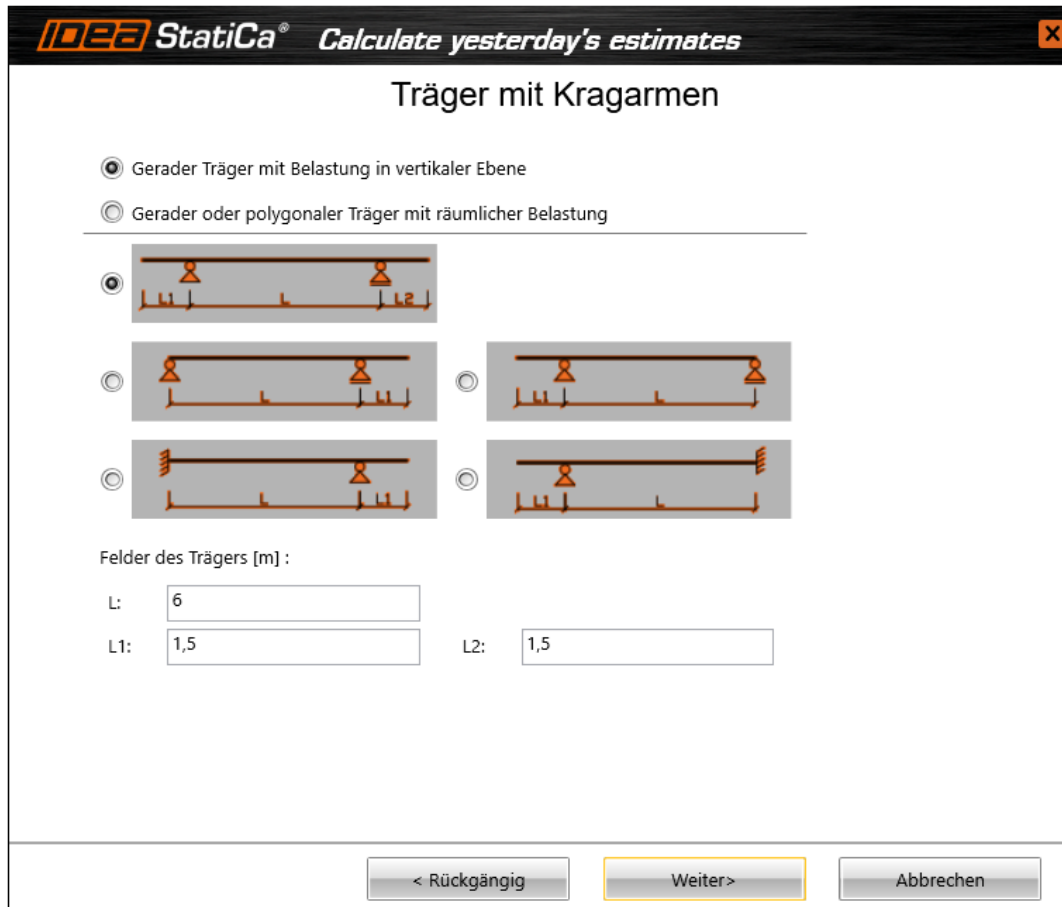 IDEA StatiCa® Calculate yesterday's estimates
X
Träger mit Kragarmen
Gerader Träger mit Belastung in vertikaler Ebene
Gerader oder polygonaler Träger mit räumlicher Belastung
L1 L L2
L L1
L1 L
L L1
L1 L
Felder des Trägers [m] :
L: 6
L1: 1,5 L2: 1,5
< Rückgängig Weiter> Abbrechen